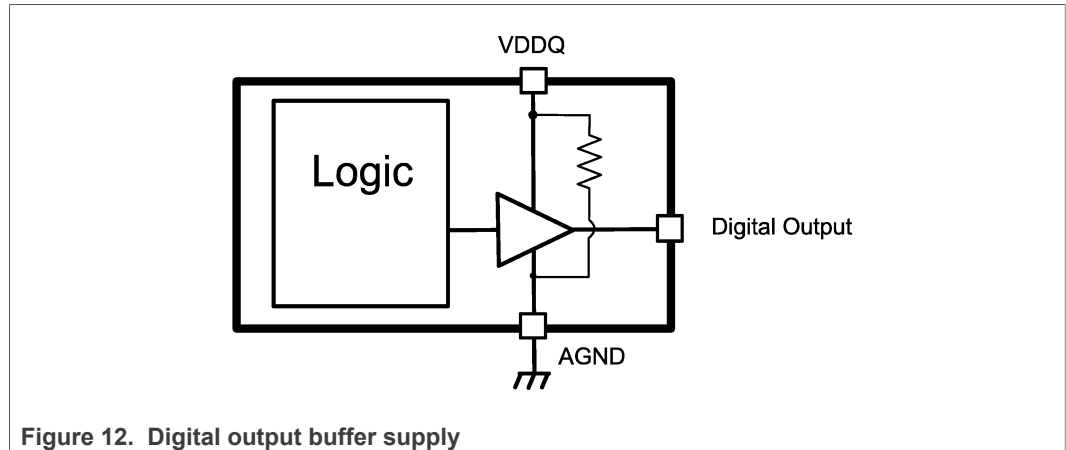 VDDQ
Logic
Digital Output
AGND
Figure 12. Digital output buffer supply